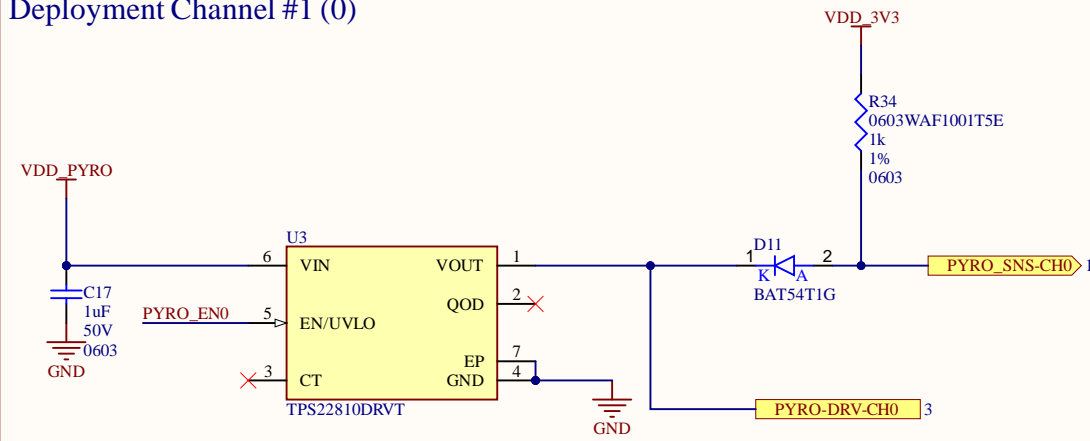 Deployment Channel #1 (0)
VDD_3V3
R34
0603WAF1001T5E
1k
1%
0603
VDD_PYRO
U3
D11
6 VIN VOUT 1
1 2
K A
BAT54T1G
PYRO_SNS-CH0
C17
1uF
50V
0603
GND
QOD 2
PYRO_EN0 5 EN/UVLO
EP 7
3 CT GND 4
TPS22810DRVT
GND
PYRO-DRV-CH0 3